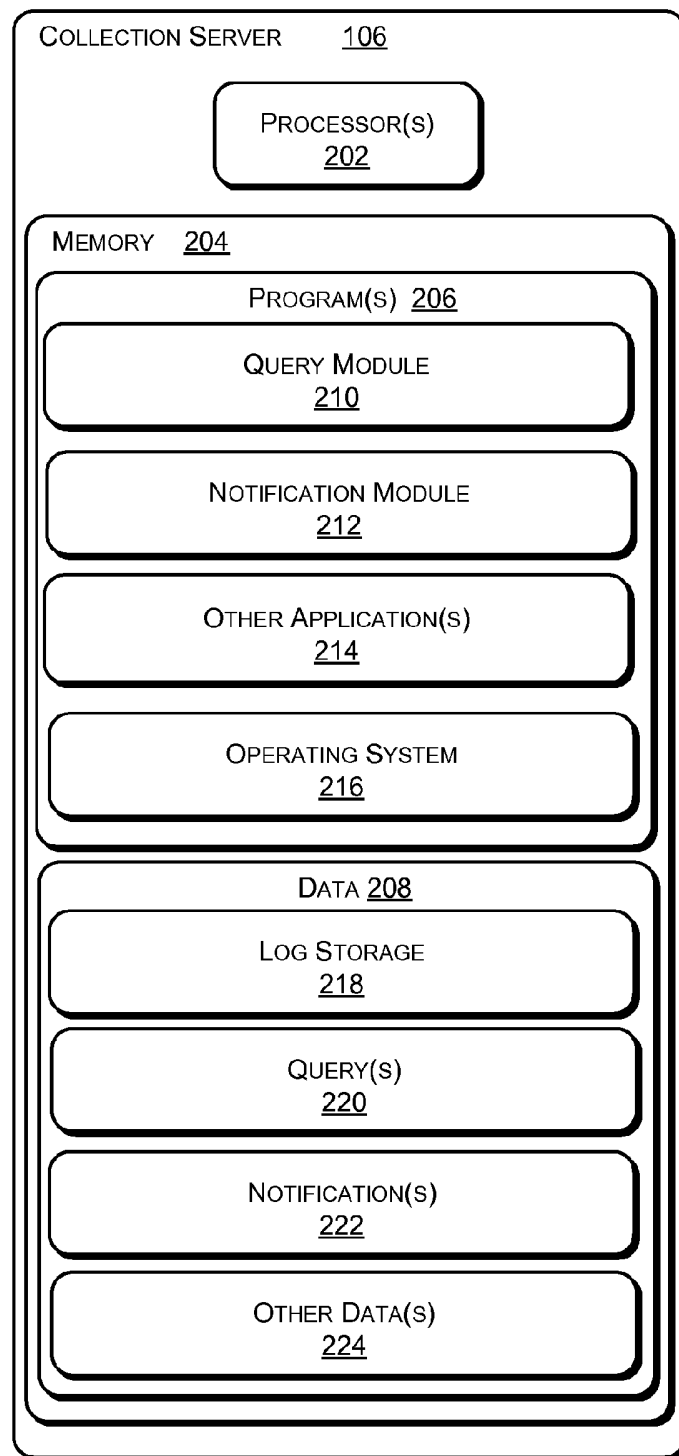 COLLECTION SERVER 106
PROCESSOR(S)
202
MEMORY 204
PROGRAM(S) 206
QUERY MODULE
210
NOTIFICATION MODULE
212
OTHER APPLICATION(S)
214
OPERATING SYSTEM
216
DATA 208
LOG STORAGE
218
QUERY(S)
220
NOTIFICATION(S)
222
OTHER DATA(S)
224